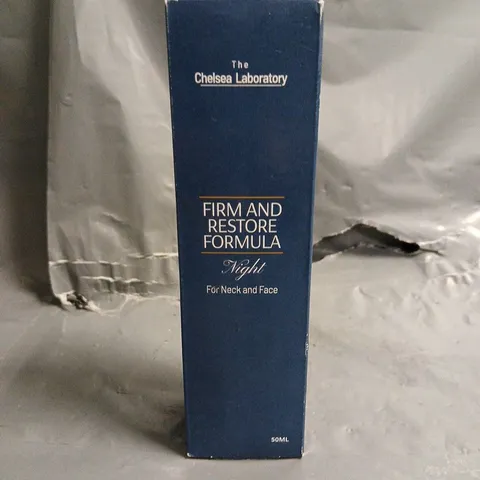 The
Chelsea Laboratory
FIRM AND
RESTORE
FORMULA
Night
For Neck and Face
50ML